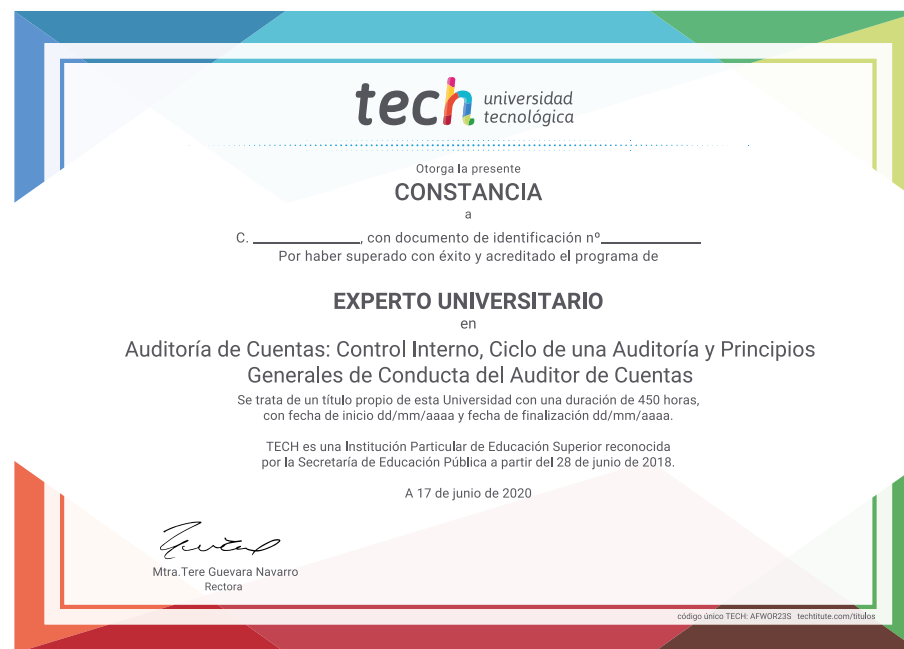 tech universidad
tecnológica
Otorga la presente
CONSTANCIA
a
C. ____________, con documento de identificación nº____________
Por haber superado con éxito y acreditado el programa de
EXPERTO UNIVERSITARIO
en
Auditoría de Cuentas: Control Interno, Ciclo de una Auditoría y Principios
Generales de Conducta del Auditor de Cuentas
Se trata de un título propio de esta Universidad con una duración de 450 horas,
con fecha de inicio dd/mm/aaaa y fecha de finalización dd/mm/aaaa.
TECH es una Institución Particular de Educación Superior reconocida
por la Secretaría de Educación Pública a partir del 28 de junio de 2018.
A 17 de junio de 2020
Mtra.Tere Guevara Navarro
Rectora
código único TECH: AFWOR23S techtitute.com/titulos